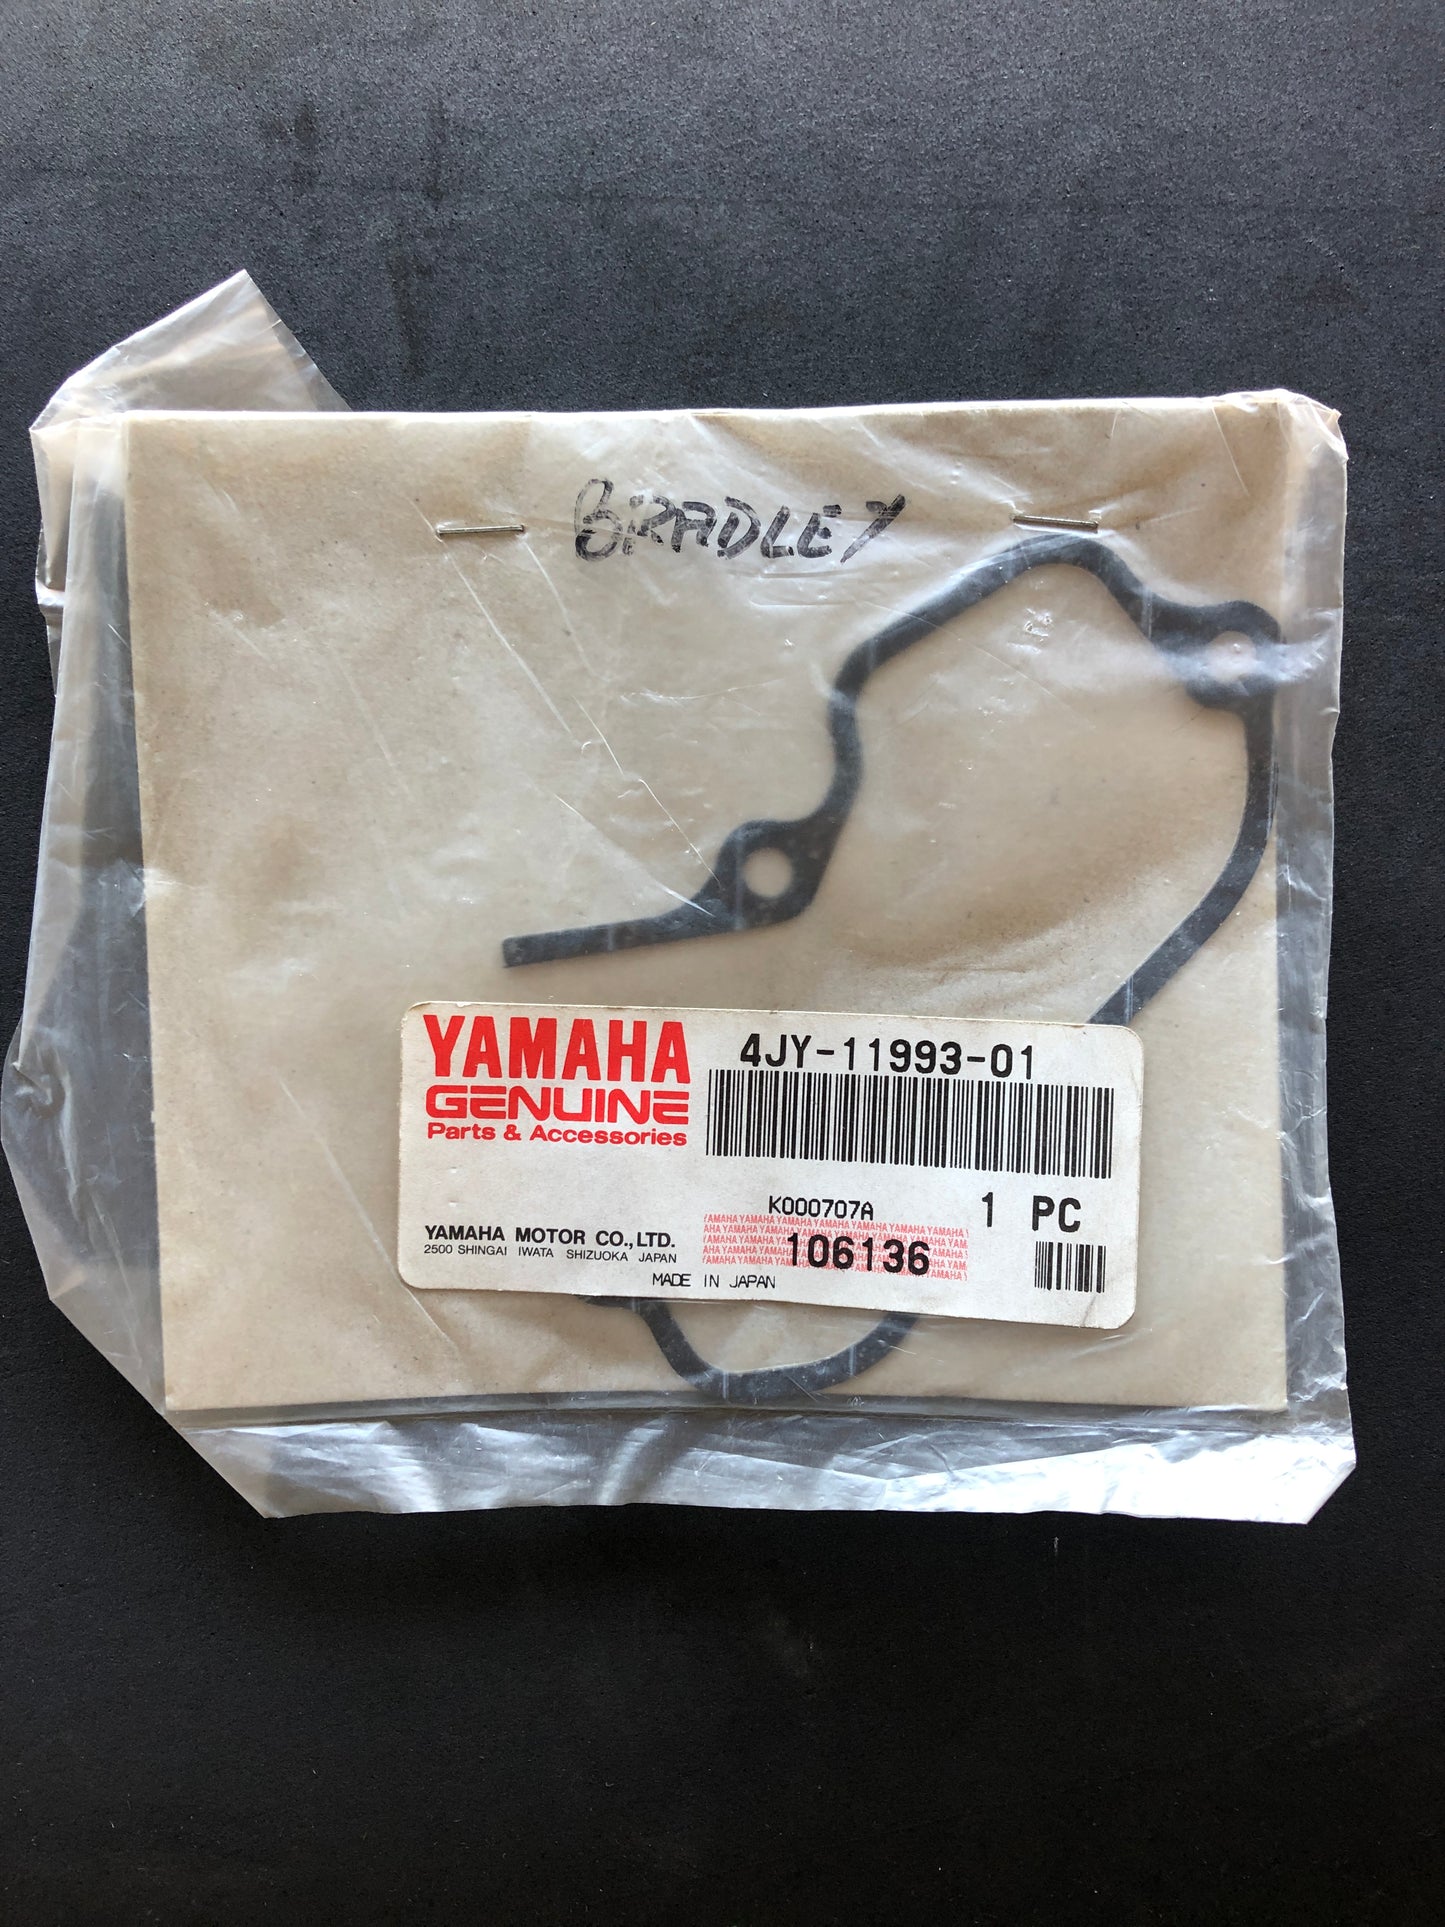 BRADLEY
YAMAHA
GENUINE
Parts & Accessories
4JY-11993-01
K000707A
1 PC
YAMAHA MOTOR CO.,LTD.
2500 SHINGAI IWATA SHIZUOKA JAPAN
106136
MADE IN JAPAN